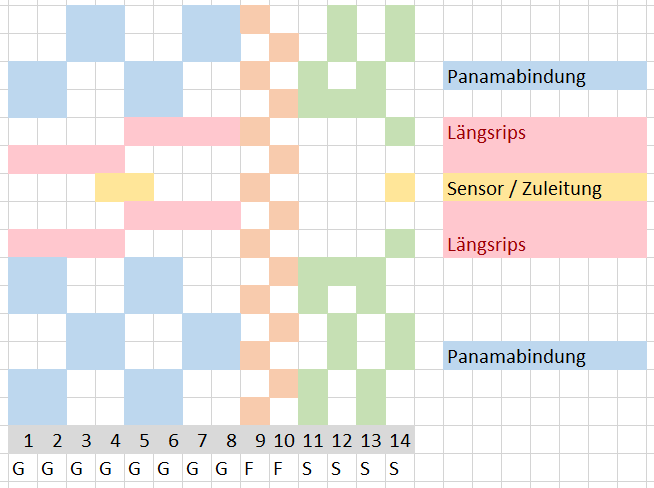 Panamabindung
Längsrips
Sensor / Zuleitung
Längsrips
Panamabindung
1 2 3 4 5 6 7 8 9 10 11 12 13 14
G G G G G G G G F F S S S S